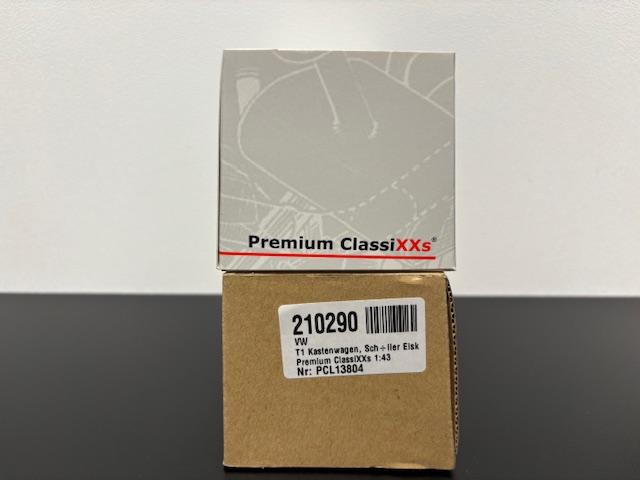 Premium ClassiXXs®
210290
VW
T1 Kastenwagen, Sch÷ller Eisk
Premium ClassiXXs 1:43
Nr: PCL13804